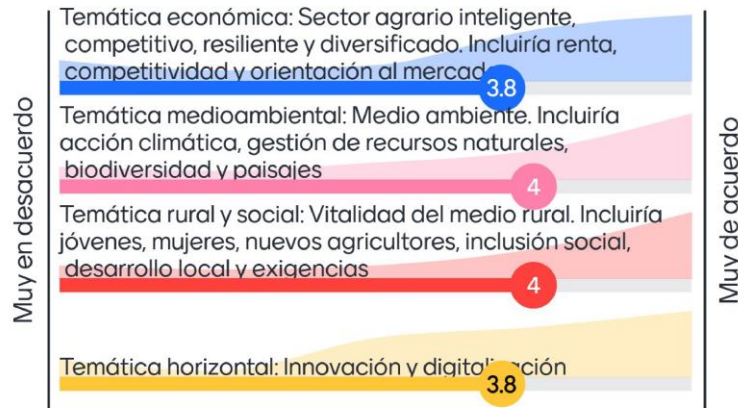 Muy en desacuerdo
Temática económica: Sector agrario inteligente,
competitivo, resiliente y diversificado. Incluiría renta,
competitividad y orientación al mercado
3.8
Temática medioambiental: Medio ambiente. Incluiría
acción climática, gestión de recursos naturales,
biodiversidad y paisajes
4
Temática rural y social: Vitalidad del medio rural. Incluiría
jóvenes, mujeres, nuevos agricultores, inclusión social,
desarrollo local y exigencias
4
Temática horizontal: Innovación y digitalización
3.8
Muy de acuerdo